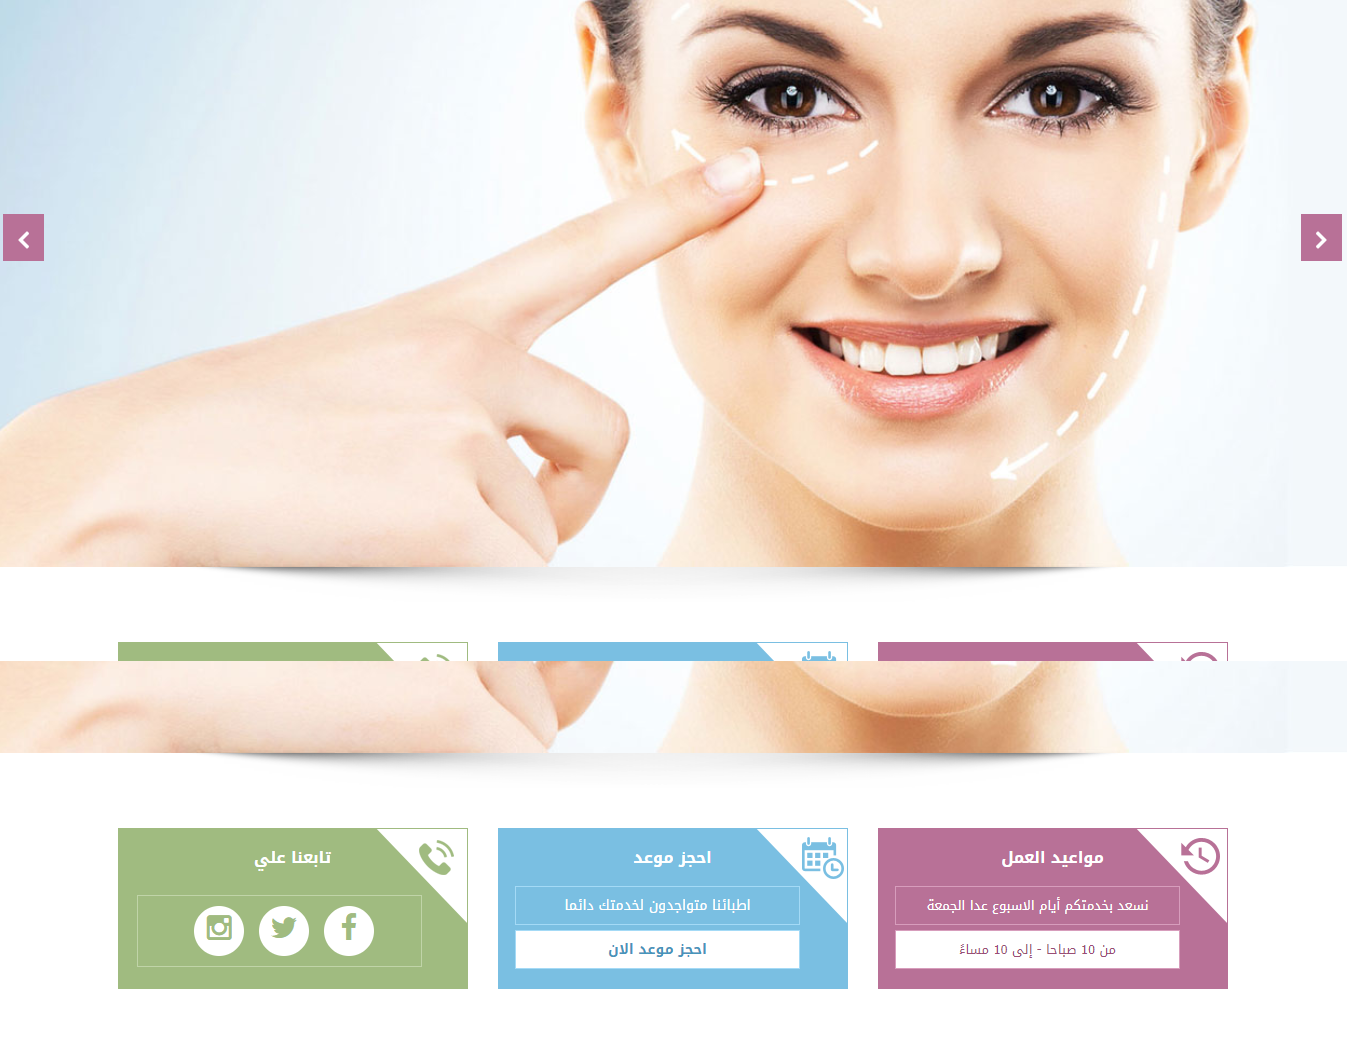 مواعيد العمل
نسعد بخدمتكم أيام الاسبوع عدا الجمعة
من 10 صباحا - إلى 10 مساءً
احجز موعد
اطبائنا متواجدون لخدمتك دائما
احجز موعد الان
تابعنا علي